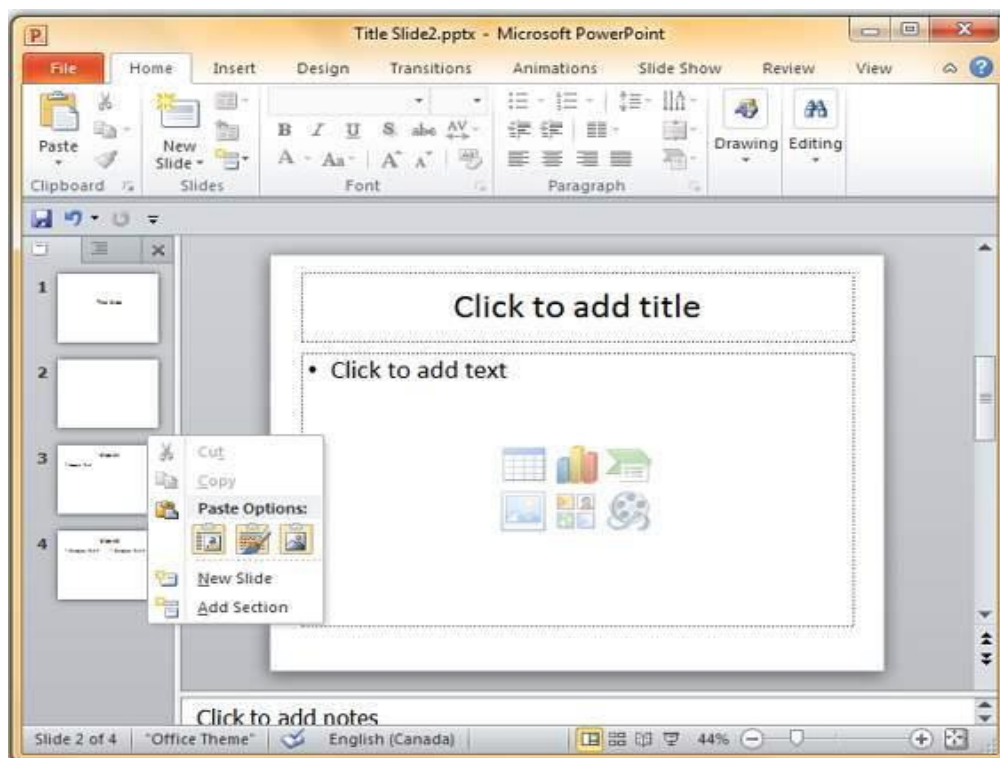 Title Slide2.pptx - Microsoft PowerPoint
File Home Insert Design Transitions Animations Slide Show Review View
Paste
New Slide
B I U S abc AV
A Aa A A
Drawing Editing
Clipboard Slides Font Paragraph
1
2
3
4
Click to add title
• Click to add text
Cut
Copy
Paste Options:
New Slide
Add Section
Click to add notes
Slide 2 of 4 "Office Theme" English (Canada) 44%